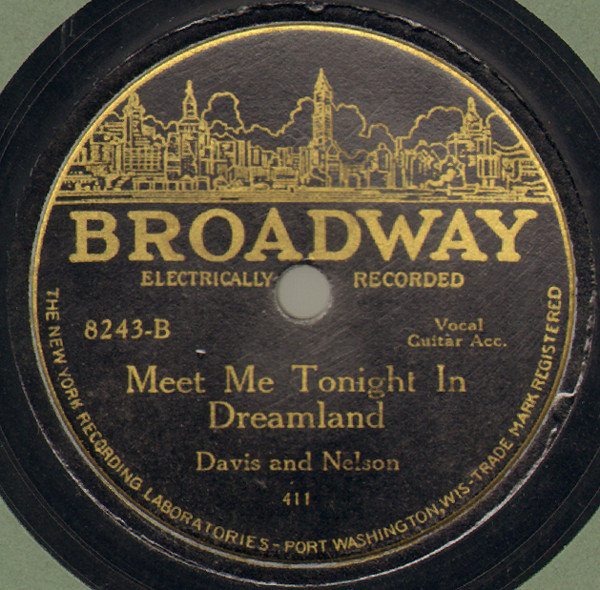 BROADWAY
ELECTRICALLY RECORDED
8243-B
Vocal
Guitar Acc.
Meet Me Tonight In
Dreamland
Davis and Nelson
411
THE NEW YORK RECORDING LABORATORIES - PORT WASHINGTON, WIS - TRADE MARK REGISTERED